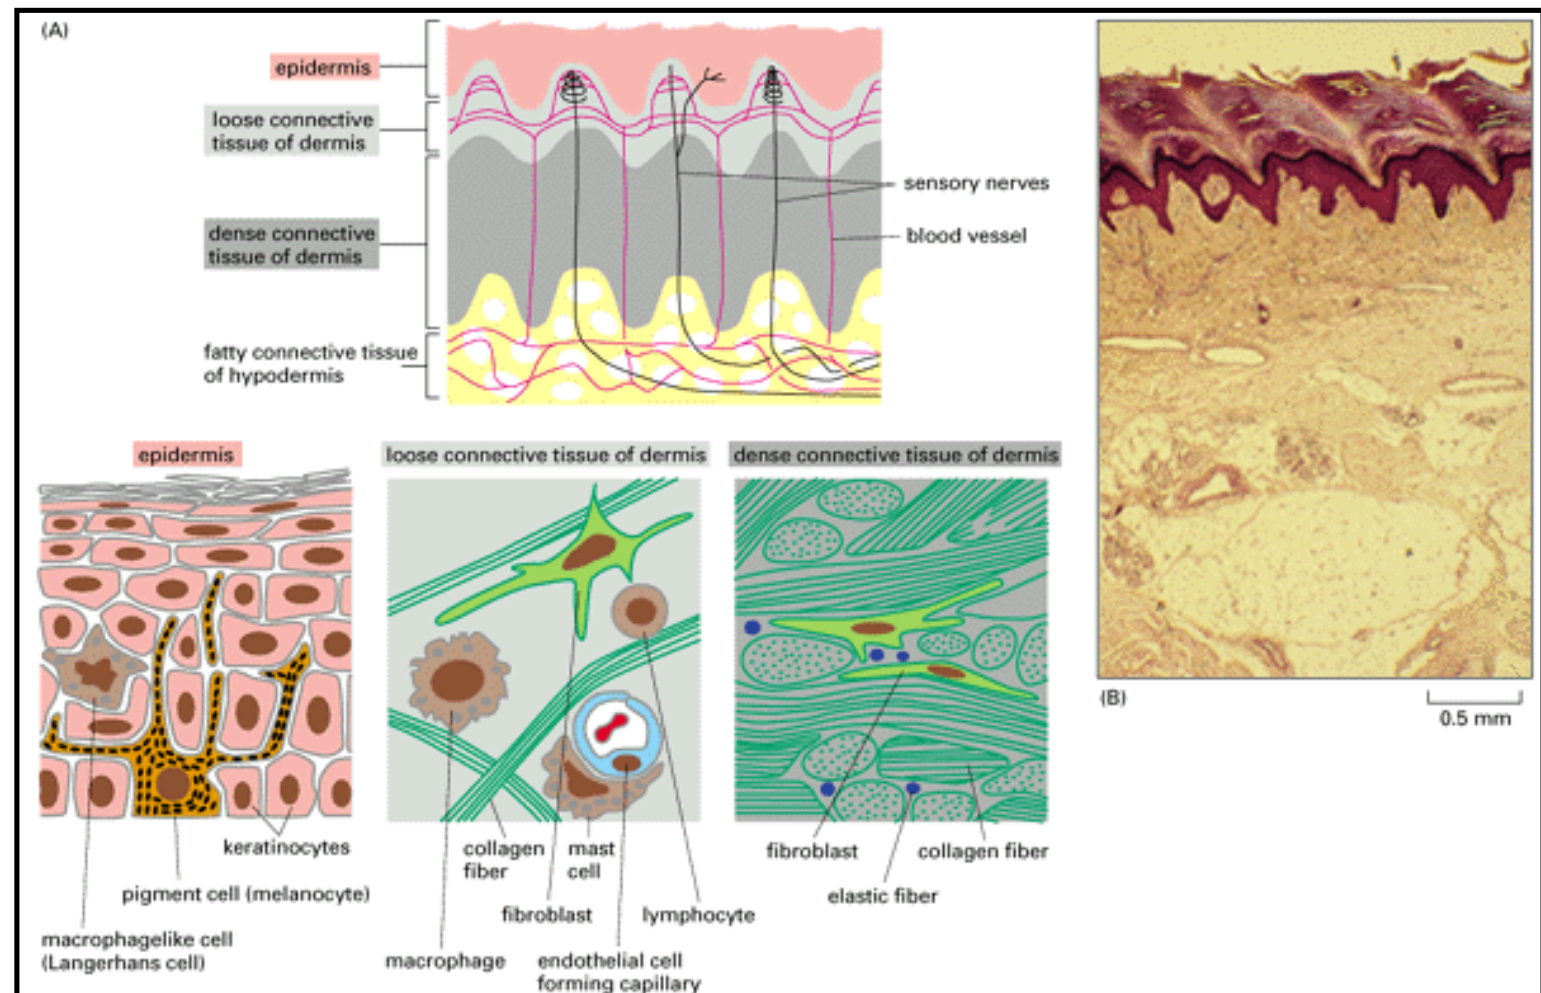 (A)
epidermis
loose connective
tissue of dermis
dense connective
tissue of dermis
fatty connective tissue
of hypodermis
sensory nerves
blood vessel
epidermis
loose connective tissue of dermis
dense connective tissue of dermis
keratinocytes
pigment cell (melanocyte)
macrophagelike cell
(Langerhans cell)
collagen
fiber
mast
cell
fibroblast
lymphocyte
macrophage
endothelial cell
forming capillary
fibroblast
collagen fiber
elastic fiber
(B)
0.5 mm